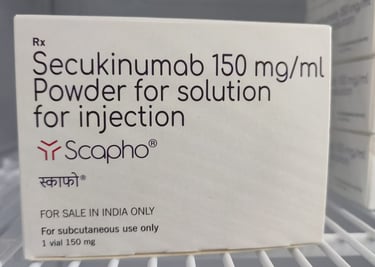 Rx
Secukinumab 150 mg/ml
Powder for solution
for injection
Scapho®
स्काफो®
FOR SALE IN INDIA ONLY
For subcutaneous use only
1 vial 150 mg